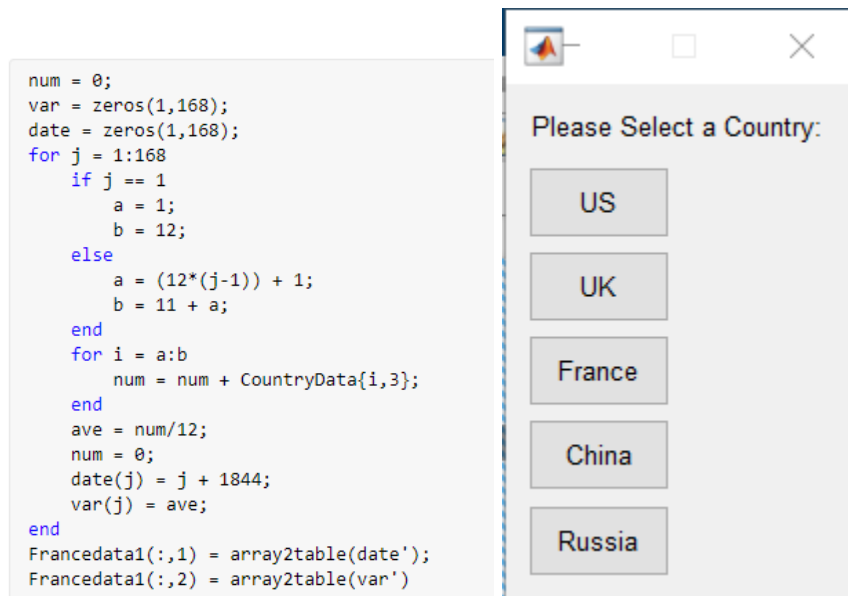 num = 0;
var = zeros(1,168);
date = zeros(1,168);
for j = 1:168
    if j == 1
        a = 1;
        b = 12;
    else
        a = (12*(j-1)) + 1;
        b = 11 + a;
    end
    for i = a:b
        num = num + CountryData{i,3};
    end
    ave = num/12;
    num = 0;
    date(j) = j + 1844;
    var(j) = ave;
end
Francedata1(:,1) = array2table(date');
Francedata1(:,2) = array2table(var')
Please Select a Country:
US
UK
France
China
Russia